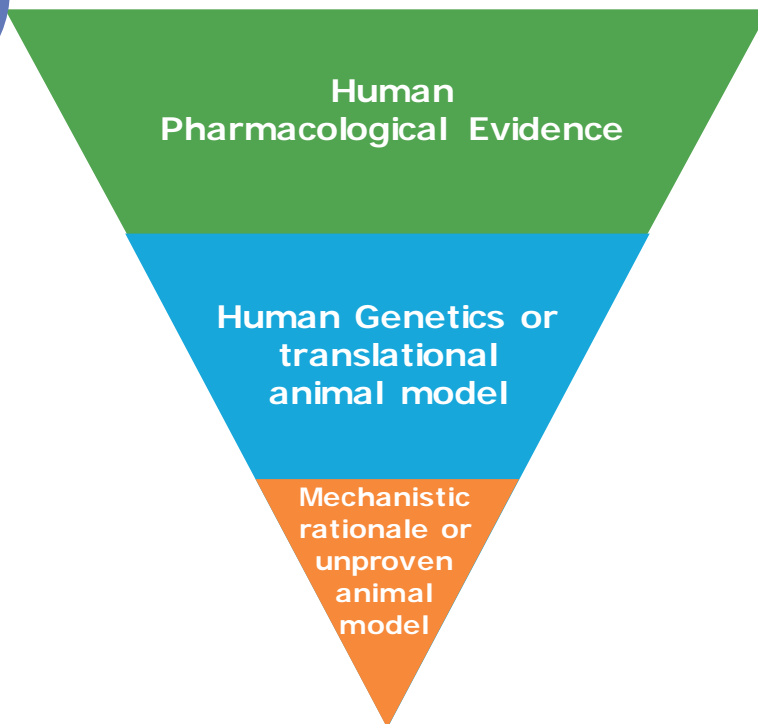 Human
Pharmacological Evidence
Human Genetics or
translational
animal model
Mechanistic
rationale or
unproven
animal
model